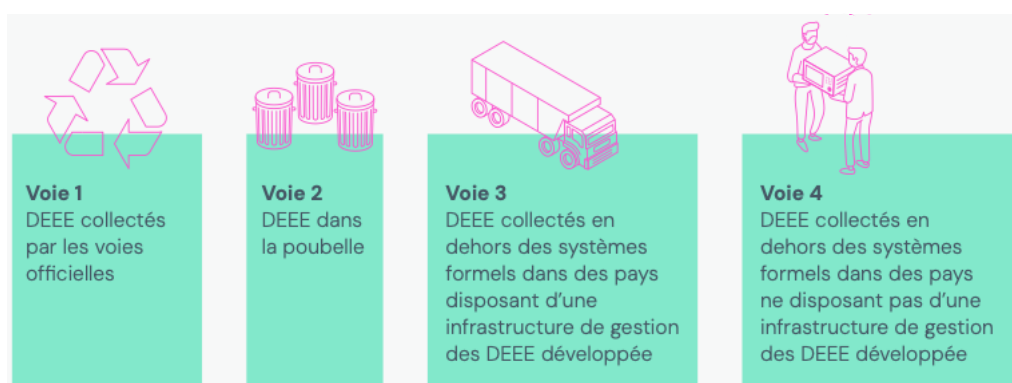 Voie 1
DEEE collectés
par les voies
officielles
Voie 2
DEEE dans
la poubelle
Voie 3
DEEE collectés en
dehors des systèmes
formels dans des pays
disposant d'une
infrastructure de gestion
des DEEE développée
Voie 4
DEEE collectés en
dehors des systèmes
formels dans des pays
ne disposant pas d'une
infrastructure de gestion
des DEEE développée